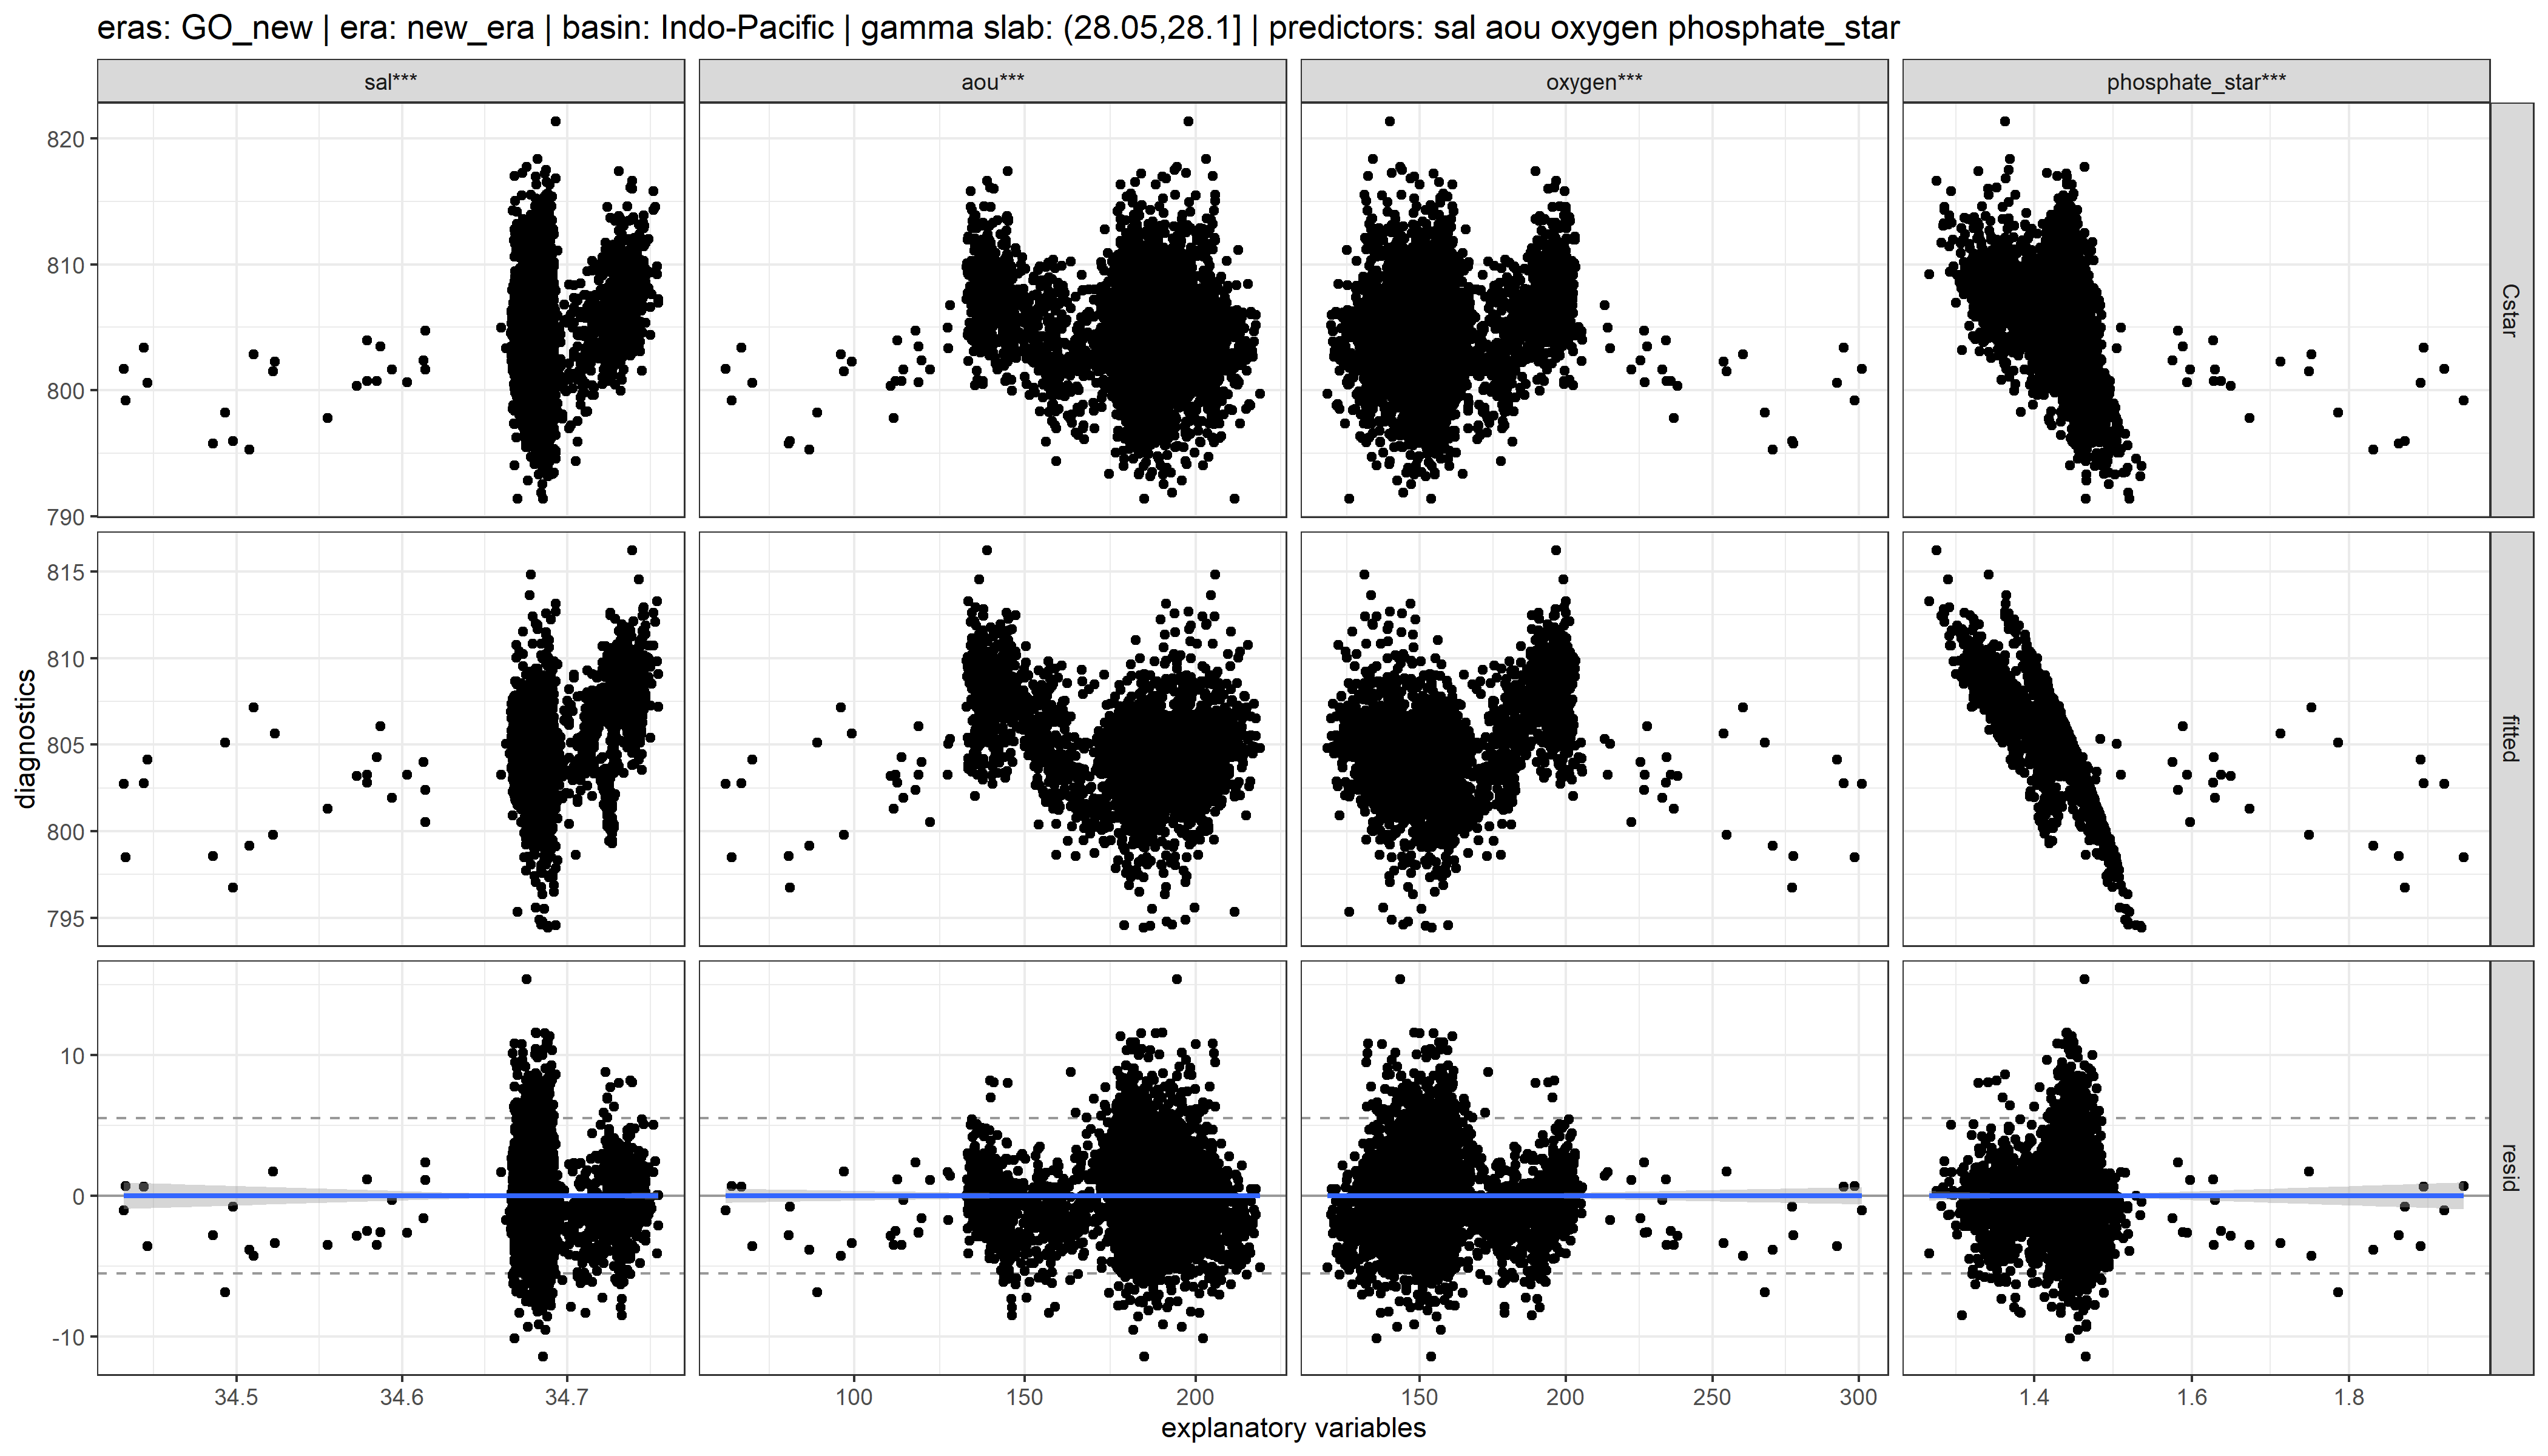 eras: GO_new | era: new_era | basin: Indo-Pacific | gamma slab: (28.05,28.1] | predictors: sal aou oxygen phosphate_star
sal***
aou***
oxygen***
phosphate_star***
820
810
800
790
Cstar
815
810
805
800
795
fitted
diagnostics
10
0
-10
resid
34.5
34.6
34.7
100
150
200
150
200
250
300
1.4
1.6
1.8
explanatory variables